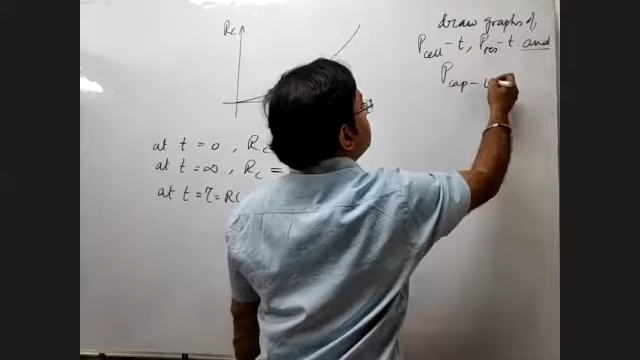 Rc
draw graphs of
Pcell - t, Pres - t and
Pcap -
at t = 0, Rc
at t = ∞, Rc =
at t = τ = RC